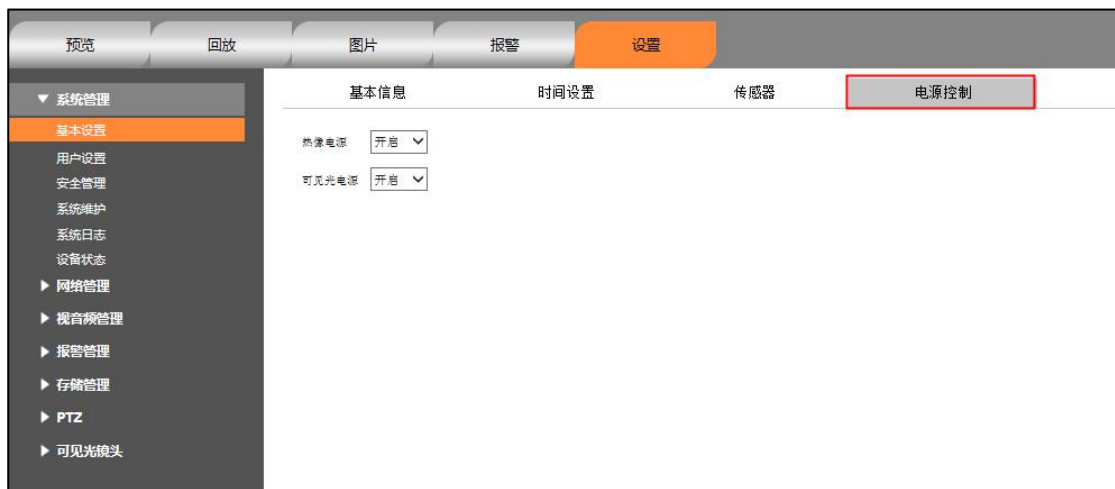 预览 回放 图片 报警 设置
系统管理
基本设置
用户设置
安全管理
系统维护
系统日志
设备状态
网络管理
视音频管理
报警管理
存储管理
PTZ
可见光镜头
基本信息 时间设置 传感器 电源控制
热像电源 开启
可见光电源 开启